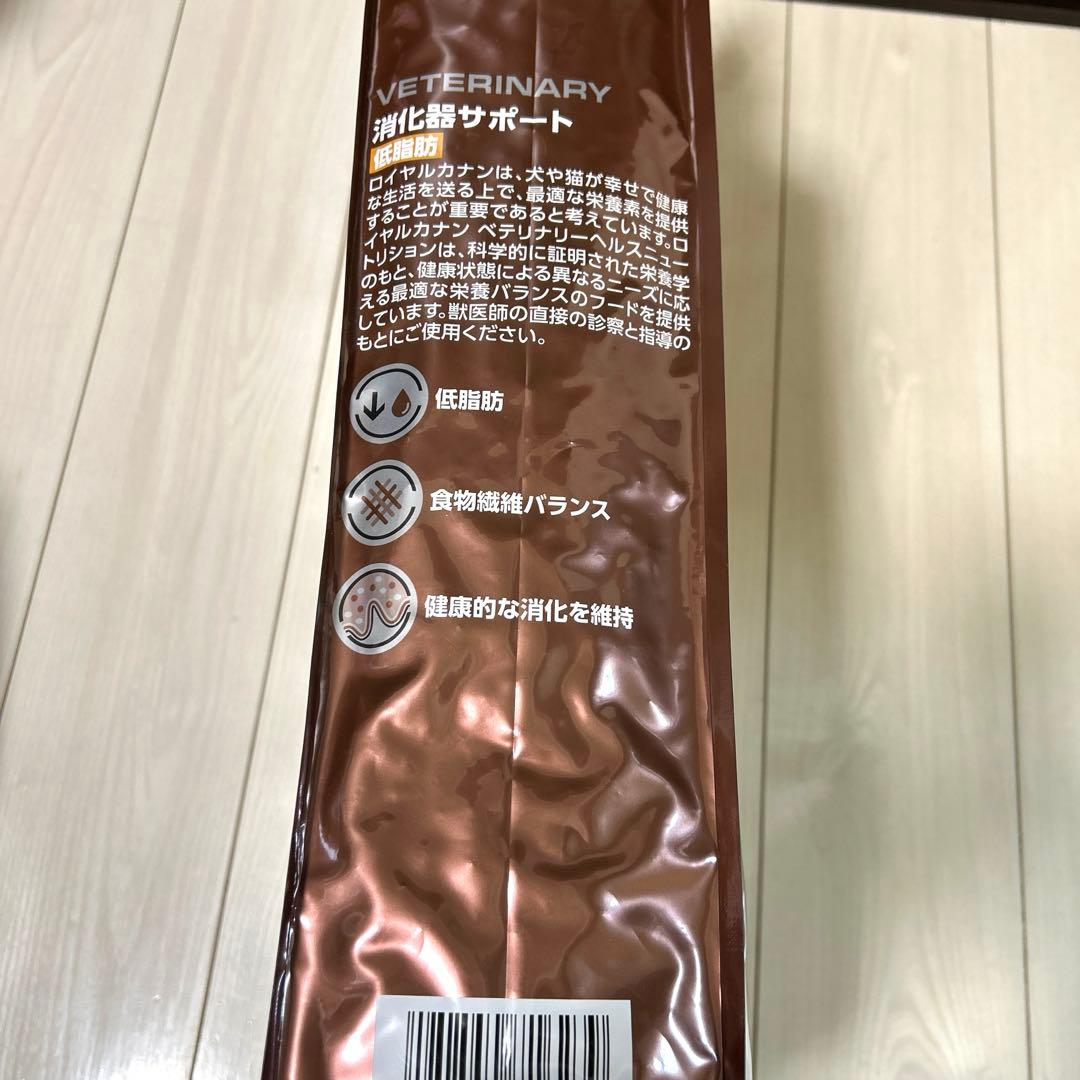 VETERINARY
消化器サポート
低脂肪
ロイヤルカナンは、犬や猫が幸せで健康
な生活を送る上で、最適な栄養素を提供
することが重要であると考えています。ロ
イヤルカナン ベテリナリーヘルスニュー
トリションは、科学的に証明された栄養学
のもと、健康状態による異なるニーズに応
える最適な栄養バランスのフードを提供
しています。獣医師の直接の診察と指導の
もとにご使用ください。
低脂肪
食物繊維バランス
健康的な消化を維持